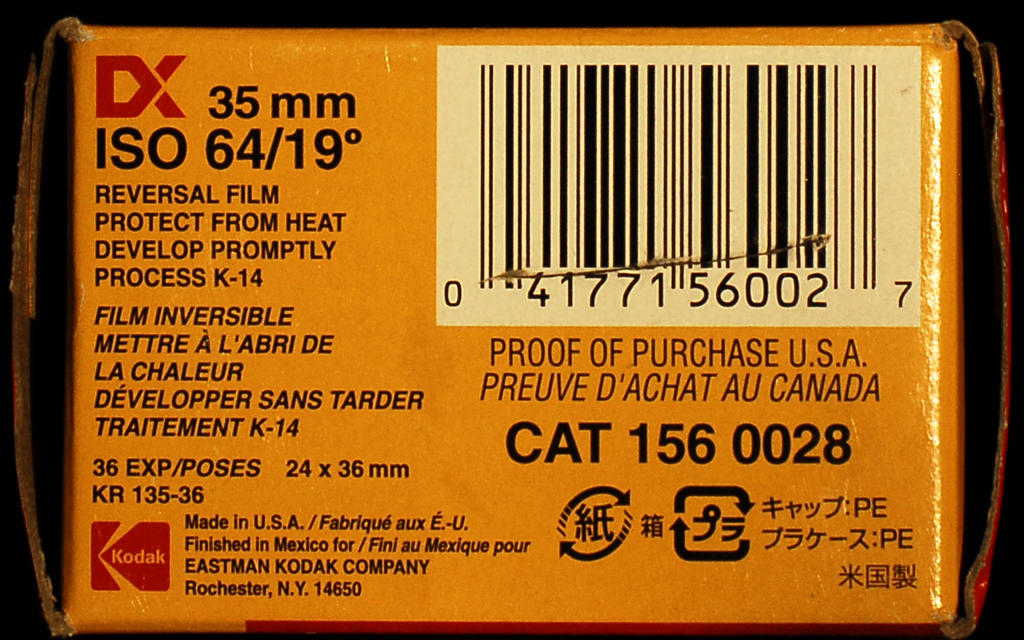 DX 35 mm
ISO 64/19°
REVERSAL FILM
PROTECT FROM HEAT
DEVELOP PROMPTLY
PROCESS K-14
FILM INVERSIBLE
METTRE À L'ABRI DE
LA CHALEUR
DÉVELOPPER SANS TARDER
TRAITEMENT K-14
36 EXP/POSES 24 x 36 mm
KR 135-36
Kodak
Made in U.S.A. / Fabriqué aux É.-U.
Finished in Mexico for / Fini au Mexique pour
EASTMAN KODAK COMPANY
Rochester, N.Y. 14650
0 41771 56002 7
PROOF OF PURCHASE U.S.A.
PREUVE D'ACHAT AU CANADA
CAT 156 0028
紙 箱 プラ
キャップ:PE
プラケース:PE
米国製